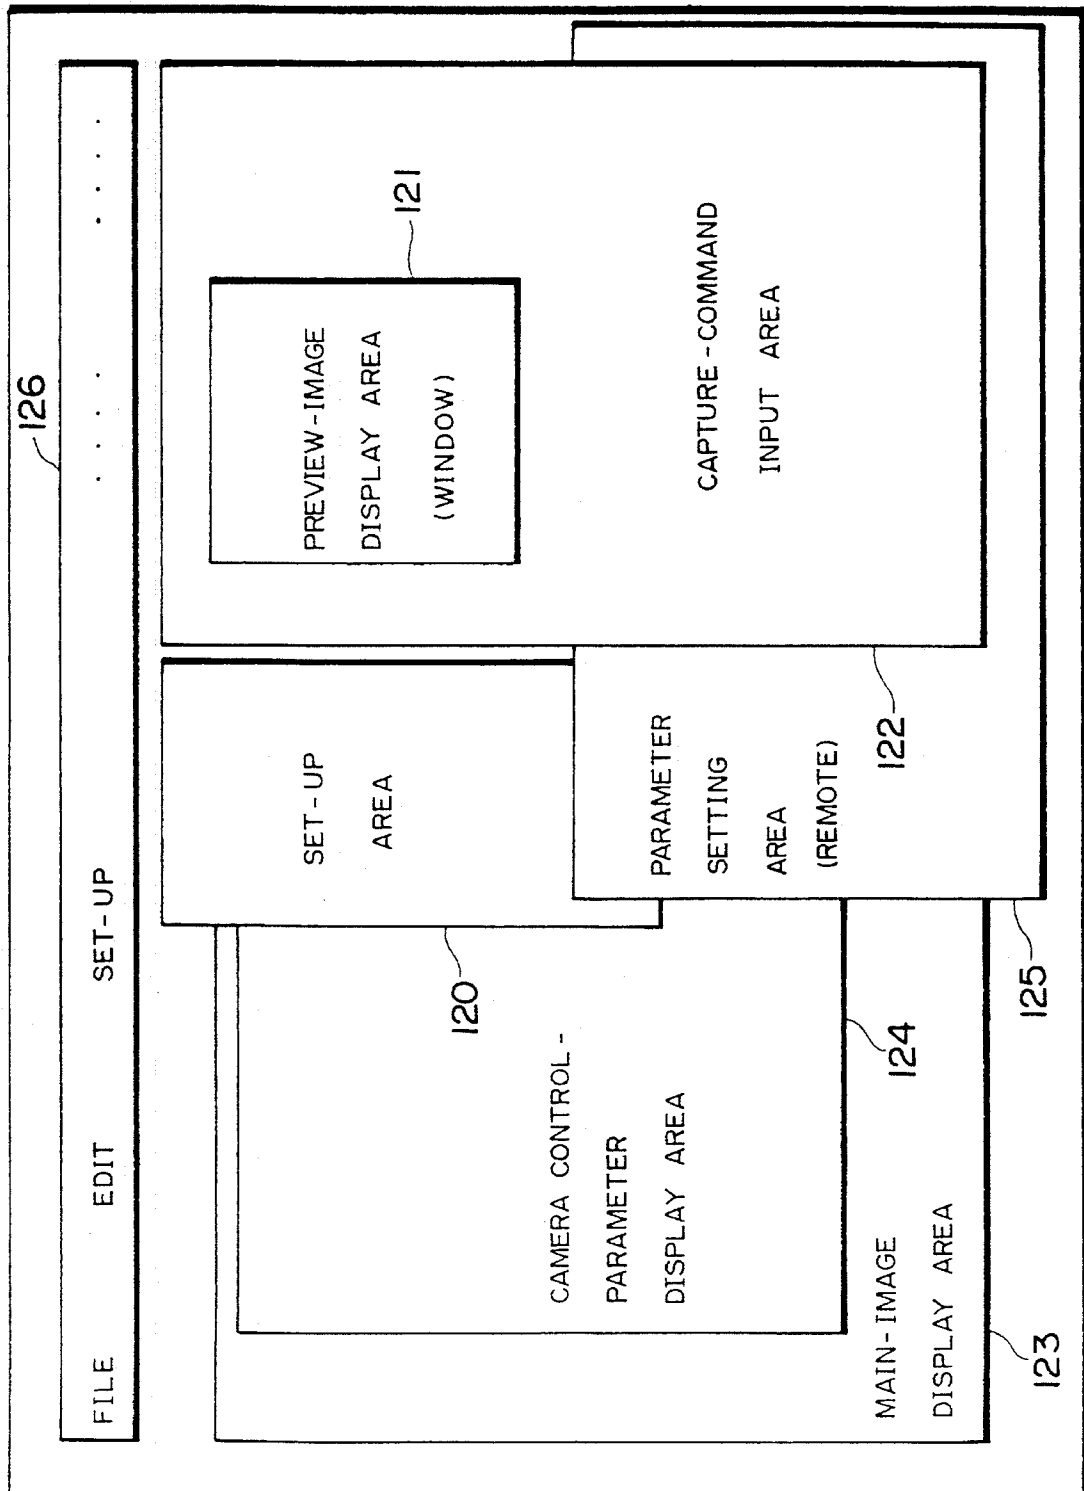 126
FILE EDIT SET-UP . . . . . . .
121
PREVIEW-IMAGE
DISPLAY AREA
(WINDOW)
SET-UP
AREA
120
CAPTURE-COMMAND
INPUT AREA
CAMERA CONTROL-
PARAMETER
DISPLAY AREA
PARAMETER
SETTING
AREA
(REMOTE)
122
124
MAIN-IMAGE
DISPLAY AREA
125
123